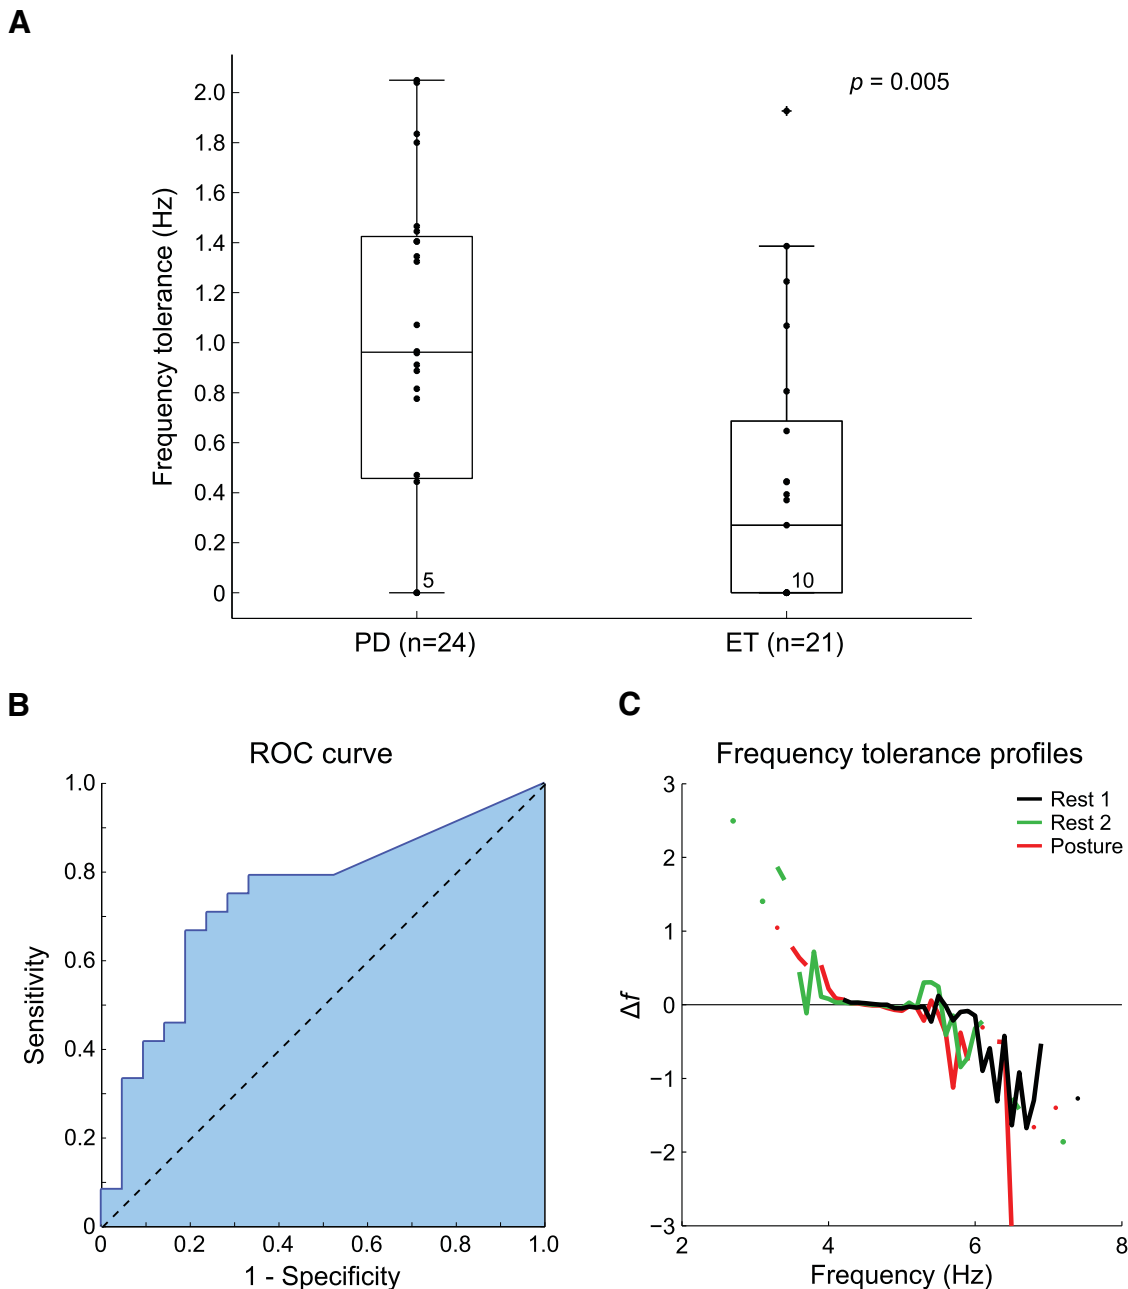 A
p = 0.005
Frequency tolerance (Hz)
2.0
1.8
1.6
1.4
1.2
1.0
0.8
0.6
0.4
0.2
0
5
10
PD (n=24)
ET (n=21)
B
ROC curve
Sensitivity
1.0
0.8
0.6
0.4
0.2
0
0
0.2
0.4
0.6
0.8
1.0
1 - Specificity
C
Frequency tolerance profiles
Rest 1
Rest 2
Posture
Δf
3
2
1
0
−1
−2
−3
2
4
6
8
Frequency (Hz)